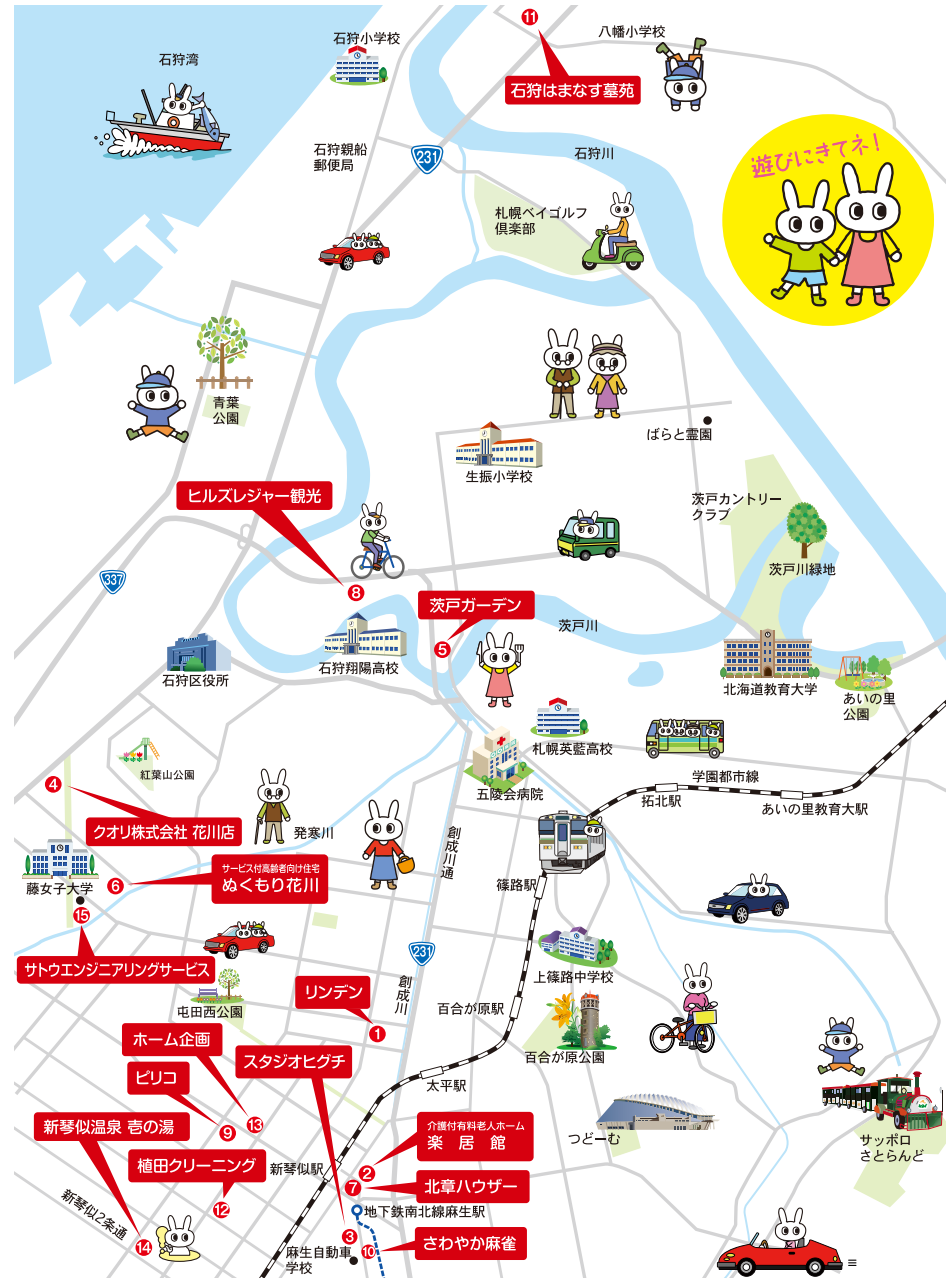 ⑪
八幡小学校
石狩小学校
石狩湾
石狩はまなす墓苑
石狩親船
郵便局
231
石狩川
遊びにきてネ!
札幌ベイゴルフ
倶楽部
青葉
公園
ばらと霊園
生振小学校
ヒルズレジャー観光
茨戸カントリー
クラブ
337
茨戸川緑地
⑧
茨戸ガーデン
茨戸川
⑤
石狩翔陽高校
石狩区役所
北海道教育大学
あいの里
公園
札幌英藍高校
紅葉山公園
学園都市線
④
五陵会病院
拓北駅
あいの里教育大駅
クオリ株式会社 花川店
発寒川
創成川通
サービス付高齢者向け住宅
ぬくもり花川
⑥
藤女子大学
篠路駅
⑮
サトウエンジニアリングサービス
231
上篠路中学校
創成川
リンデン
屯田西公園
百合が原駅
①
ホーム企画
スタジオヒグチ
百合が原公園
ピリコ
太平駅
⑬
⑨
新琴似温泉 壱の湯
介護付有料老人ホーム
楽居館
つどーむ
サッポロ
さとらんど
植田クリーニング
新琴似駅
②
⑦
北章ハウザー
新琴似2条通
⑫
地下鉄南北線麻生駅
③
⑭
麻生自動車
学校
⑩
さわやか麻雀